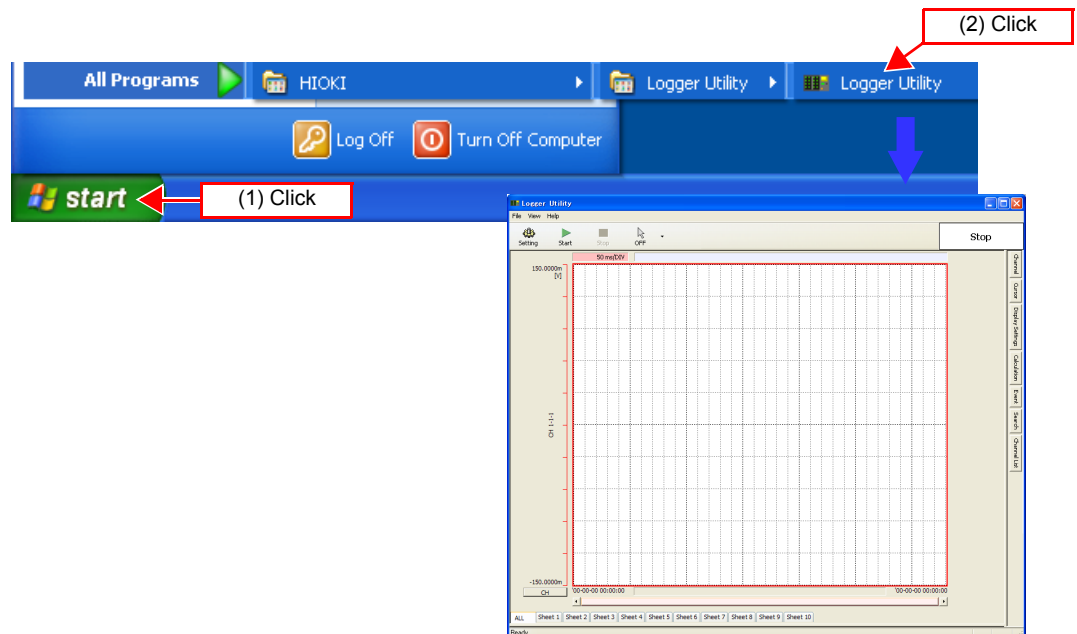 (2) Click
All Programs HIOKI Logger Utility Logger Utility
Log Off Turn Off Computer
start (1) Click
Logger Utility
File View Help
Setting Start Stop OFF Stop
50 ms/DIV
150.0000m
[V]
CH 1-1-1
-150.0000m
CH '00-00-00 00:00:00 '00-00-00 00:00:00
Channel
Cursor
Display Settings
Calculation
Event
Search
Channel List
ALL Sheet 1 Sheet 2 Sheet 3 Sheet 4 Sheet 5 Sheet 6 Sheet 7 Sheet 8 Sheet 9 Sheet 10
Ready